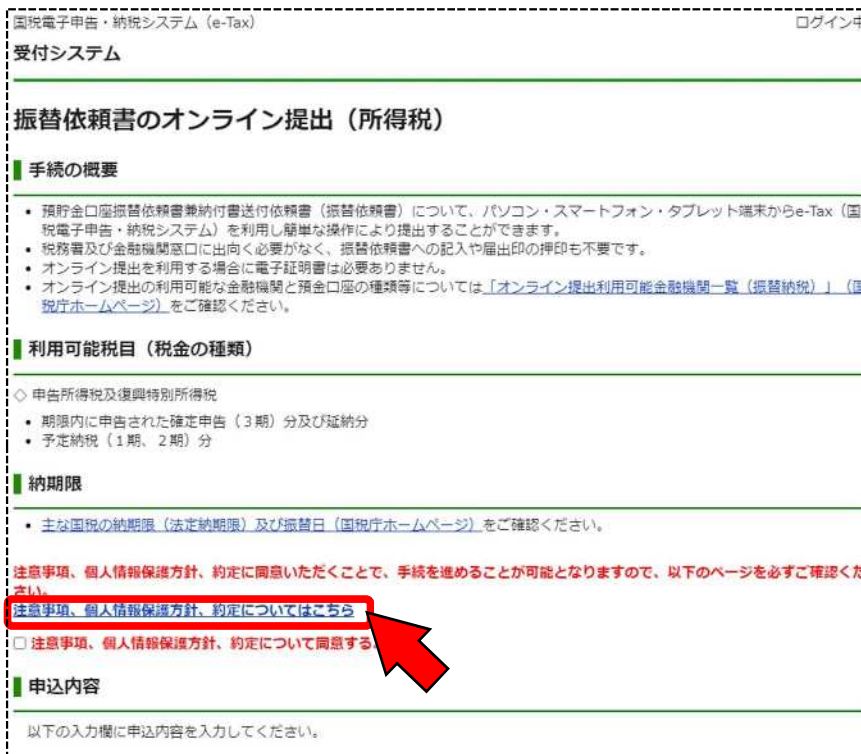 国税電子申告・納税システム（e-Tax）
ログイン中
受付システム
振替依頼書のオンライン提出（所得税）
手続の概要
• 預貯金口座振替依頼書兼納付書送付依頼書（振替依頼書）について、パソコン・スマートフォン・タブレット端末からe-Tax（国
税電子申告・納税システム）を利用し簡単な操作により提出することができます。
• 税務署及び金融機関窓口に出向く必要がなく、振替依頼書への記入や届出印の押印も不要です。
• オンライン提出を利用する場合に電子証明書は必要ありません。
• オンライン提出の利用可能な金融機関と預金口座の種類等については「オンライン提出利用可能金融機関一覧（振替納税）」（国
税庁ホームページ）をご確認ください。
利用可能税目（税金の種類）
◇ 申告所得税及復興特別所得税
• 期限内に申告された確定申告（３期）分及び延納分
• 予定納税（１期、２期）分
納期限
• 主な国税の納期限（法定納期限）及び振替日（国税庁ホームページ）をご確認ください。
注意事項、個人情報保護方針、約定に同意いただくことで、手続を進めることが可能となりますので、以下のページを必ずご確認くだ
さい。
注意事項、個人情報保護方針、約定についてはこちら
注意事項、個人情報保護方針、約定について同意する
申込内容
以下の入力欄に申込内容を入力してください。